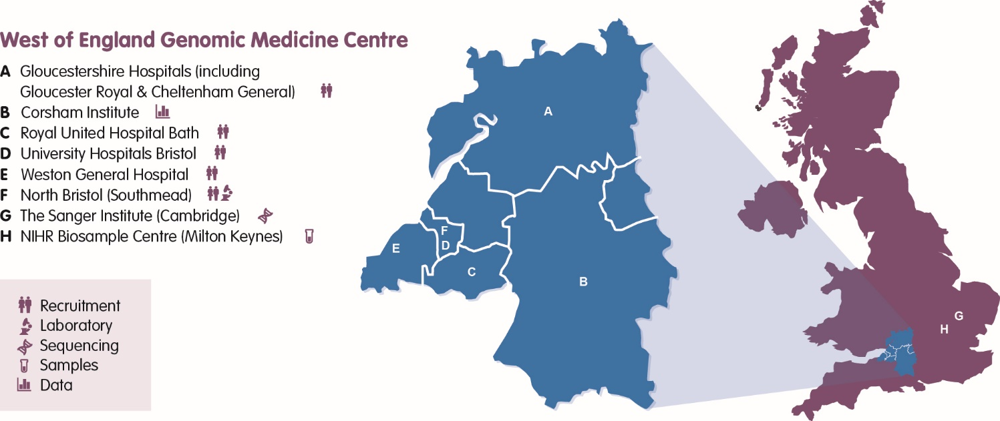 West of England Genomic Medicine Centre
A Gloucestershire Hospitals (including
Gloucester Royal & Cheltenham General)
B Corsham Institute
C Royal United Hospital Bath
D University Hospitals Bristol
E Weston General Hospital
F North Bristol (Southmead)
G The Sanger Institute (Cambridge)
H NIHR Biosample Centre (Milton Keynes)
Recruitment
Laboratory
Sequencing
Samples
Data
A
F
E
D
C
B
G
H